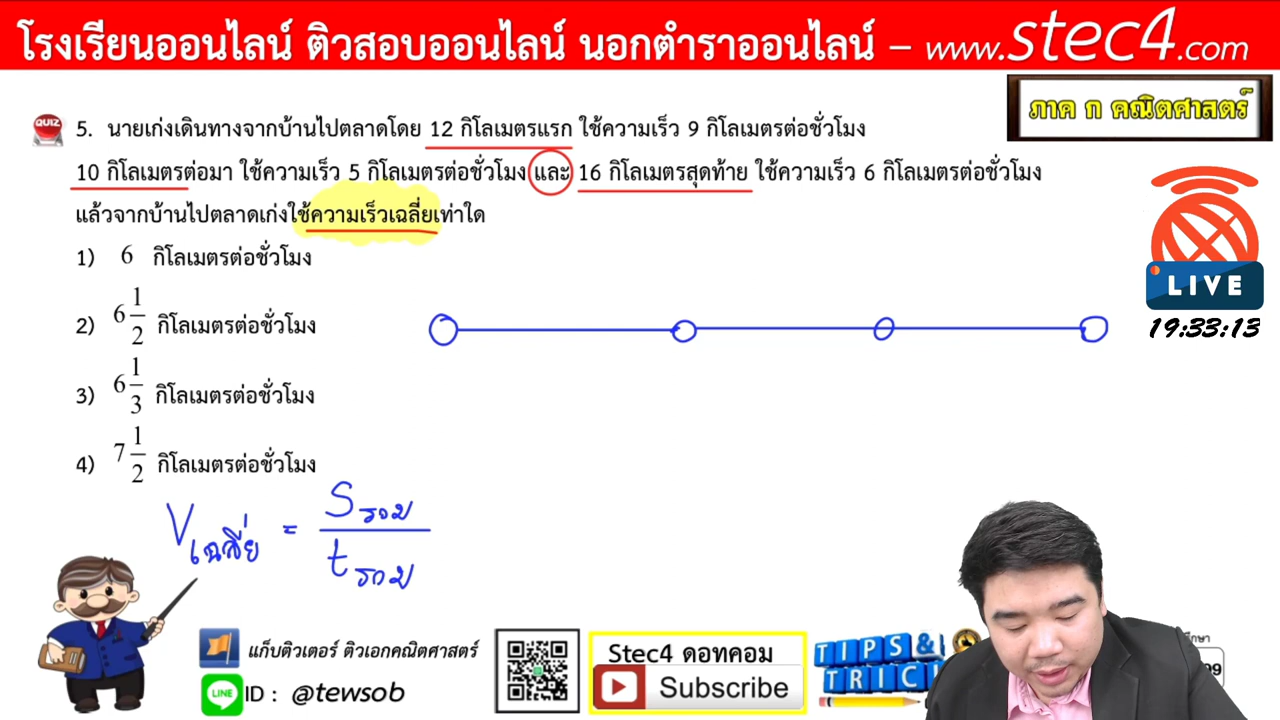 โรงเรียนออนไลน์ ติวสอบออนไลน์ นอกตำราออนไลน์ – www.stec4.com
ภาค ก คณิตศาสตร์
QUIZ
5. นายเก่งเดินทางจากบ้านไปตลาดโดย 12 กิโลเมตรแรก ใช้ความเร็ว 9 กิโลเมตรต่อชั่วโมง
10 กิโลเมตรต่อมา ใช้ความเร็ว 5 กิโลเมตรต่อชั่วโมง และ 16 กิโลเมตรสุดท้าย ใช้ความเร็ว 6 กิโลเมตรต่อชั่วโมง
แล้วจากบ้านไปตลาดเก่งใช้ความเร็วเฉลี่ยเท่าใด
1) 6 กิโลเมตรต่อชั่วโมง
2) 6 1/2 กิโลเมตรต่อชั่วโมง
3) 6 1/3 กิโลเมตรต่อชั่วโมง
4) 7 1/2 กิโลเมตรต่อชั่วโมง
LIVE
19:33:13
Vเฉลี่ย = Sรวม / tรวม
แก็บติวเตอร์ ติวเอกคณิตศาสตร์
LINE ID : @tewsob
Stec4 ดอทคอม
Subscribe
TIPS &
TRIC